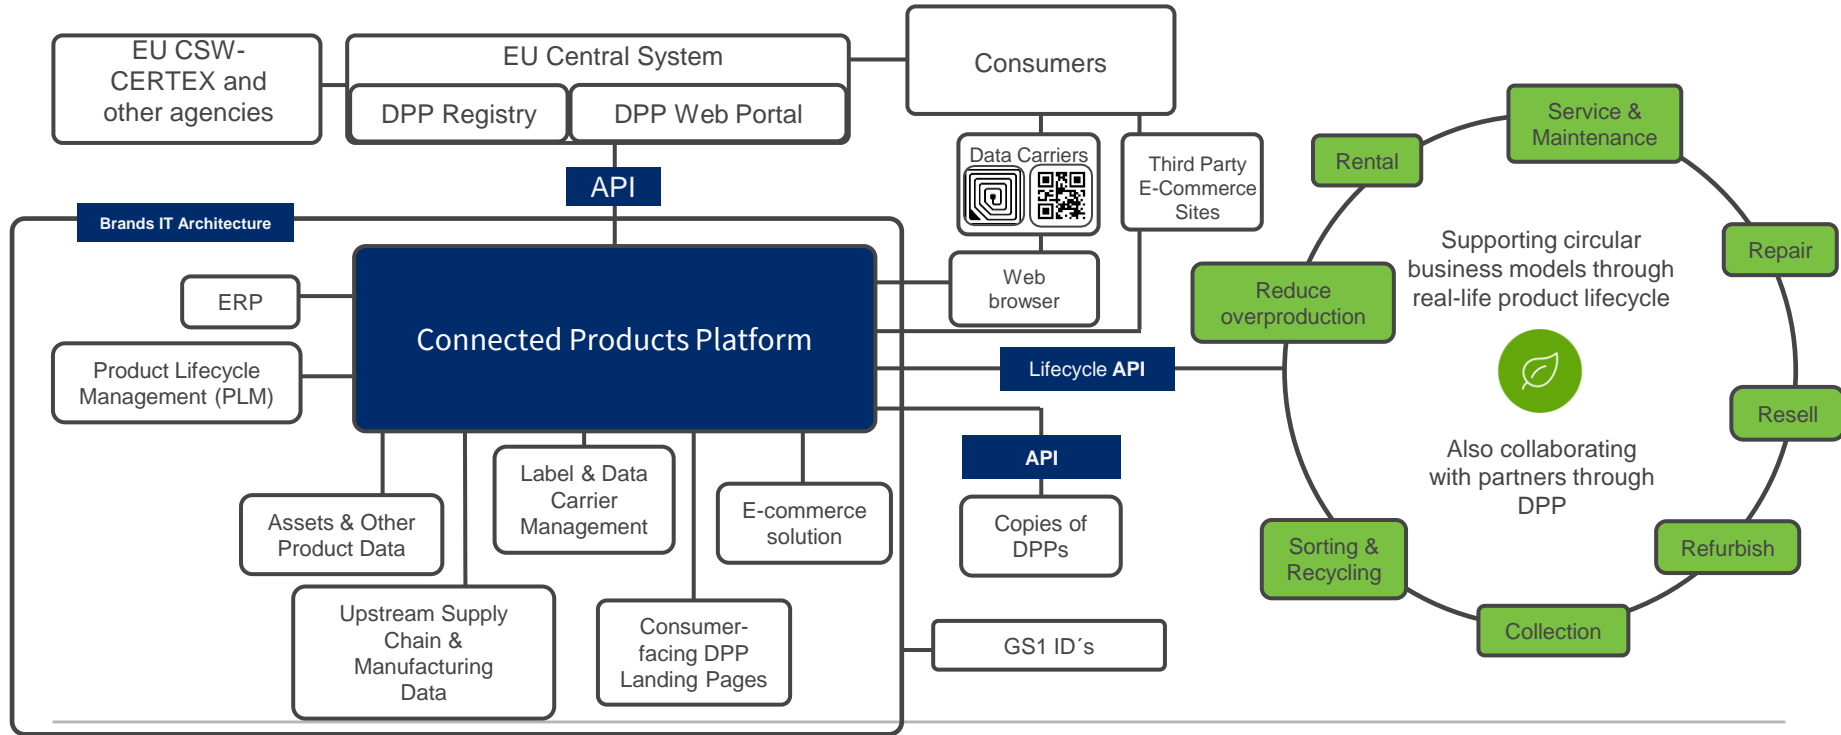 EU CSW-
CERTEX and
other agencies
EU Central System
DPP Registry
DPP Web Portal
Consumers
API
Data Carriers
Third Party
E-Commerce
Sites
Brands IT Architecture
Web
browser
ERP
Product Lifecycle
Management (PLM)
Connected Products Platform
Lifecycle API
API
Copies of
DPPs
Assets & Other
Product Data
Label & Data
Carrier
Management
E-commerce
solution
Upstream Supply
Chain &
Manufacturing
Data
Consumer-
facing DPP
Landing Pages
GS1 ID´s
Service &
Maintenance
Rental
Repair
Reduce
overproduction
Supporting circular
business models through
real-life product lifecycle
Resell
Also collaborating
with partners through
DPP
Sorting &
Recycling
Refurbish
Collection